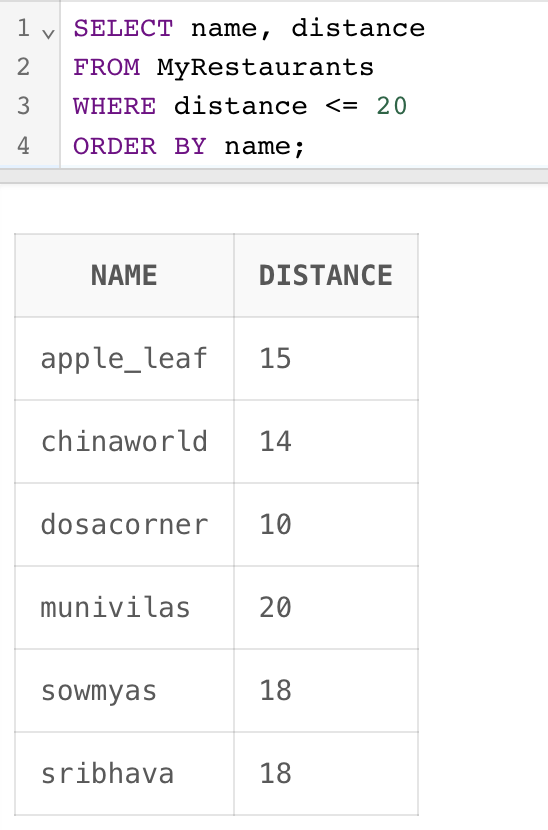 1 SELECT name, distance
2 FROM MyRestaurants
3 WHERE distance <= 20
4 ORDER BY name;
NAME DISTANCE
apple_leaf 15
chinaworld 14
dosacorner 10
munivilas 20
sowmyas 18
sribhava 18